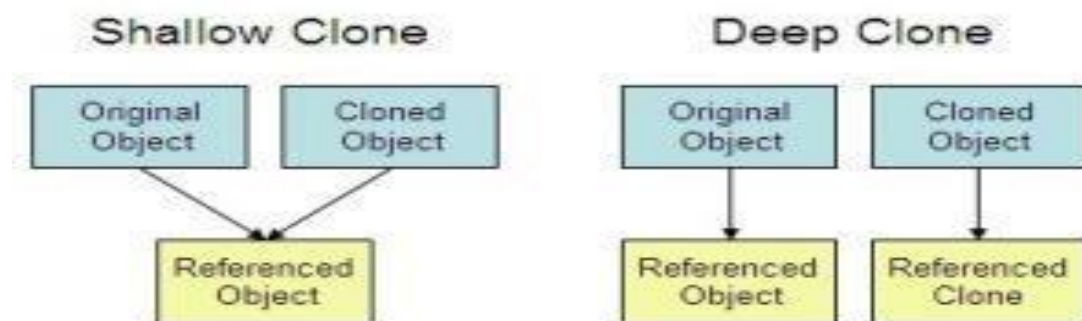 Shallow Clone
Deep Clone
Original
Object
Cloned
Object
Original
Object
Cloned
Object
Referenced
Object
Referenced
Object
Referenced
Clone